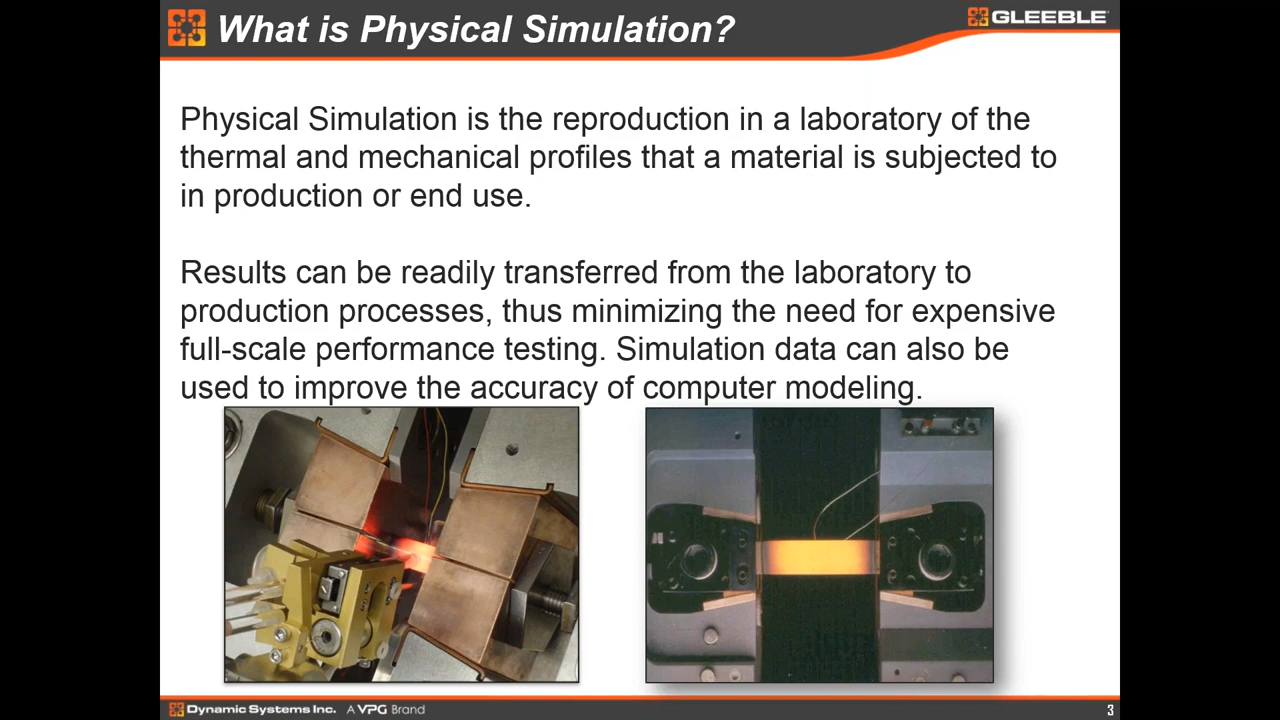 What is Physical Simulation?
GLEEBLE
Physical Simulation is the reproduction in a laboratory of the
thermal and mechanical profiles that a material is subjected to
in production or end use.
Results can be readily transferred from the laboratory to
production processes, thus minimizing the need for expensive
full-scale performance testing. Simulation data can also be
used to improve the accuracy of computer modeling.
Dynamic Systems Inc. A VPG Brand
3